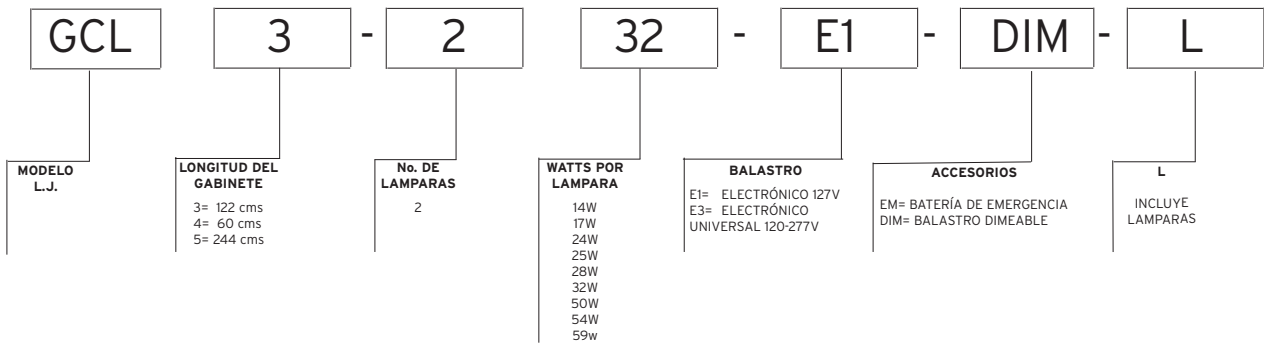 GCL 3 - 2 32 - E1 - DIM - L
MODELO
L.J.
LONGITUD DEL
GABINETE
3= 122 cms
4= 60 cms
5= 244 cms
No. DE
LAMPARAS
2
WATTS POR
LAMPARA
14W
17W
24W
25W
28W
32W
50W
54W
59w
BALASTRO
E1= ELECTRÓNICO 127V
E3= ELECTRÓNICO
UNIVERSAL 120-277V
ACCESORIOS
EM= BATERÍA DE EMERGENCIA
DIM= BALASTRO DIMEABLE
L
INCLUYE
LAMPARAS